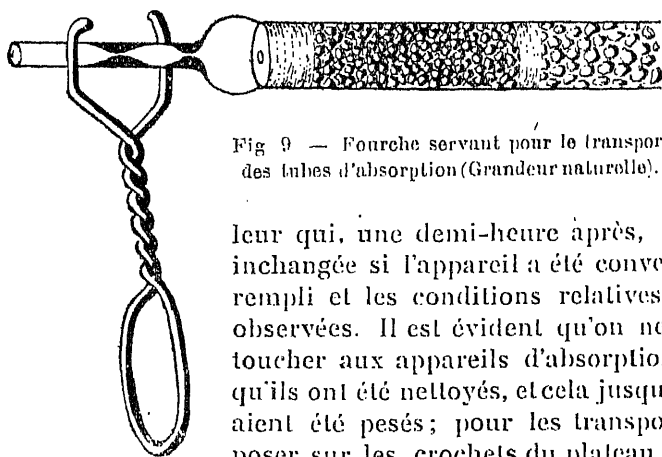 Fig 9 — Fourche servant pour le transpor
des tubes d'absorption (Grandeur naturelle).
leur qui, une demi-heure après,
inchangée si l'appareil a été conve
rempli et les conditions relatives
observées. Il est évident qu'on ne
toucher aux appareils d'absorptio
qu'ils ont été nettoyés, et cela jusqu
aient été pesés; pour les transpo
poser sur les crochets du plateau